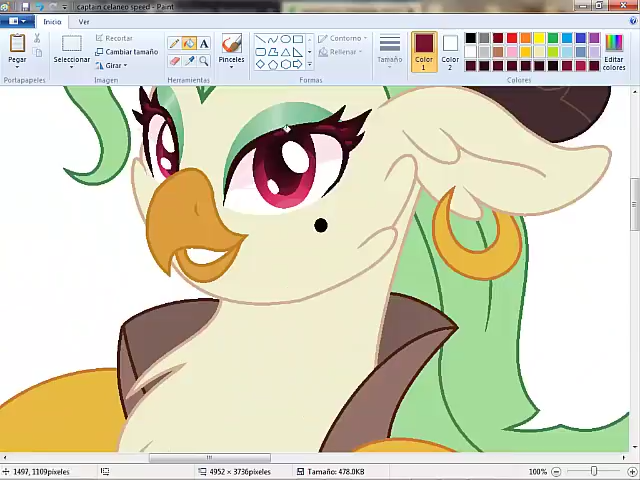 captain celaneo speed - Paint
Inicio Ver
Pegar
Seleccionar
Recortar
Cambiar tamaño
Girar
A
Pinceles
Contorno
Rellenar
Tamaño
Color 1
Color 2
Editar colores
Portapapeles Imagen Herramientas Formas Colores
1497, 1109píxeles 4952 × 3736píxeles Tamaño: 478.0KB 100%